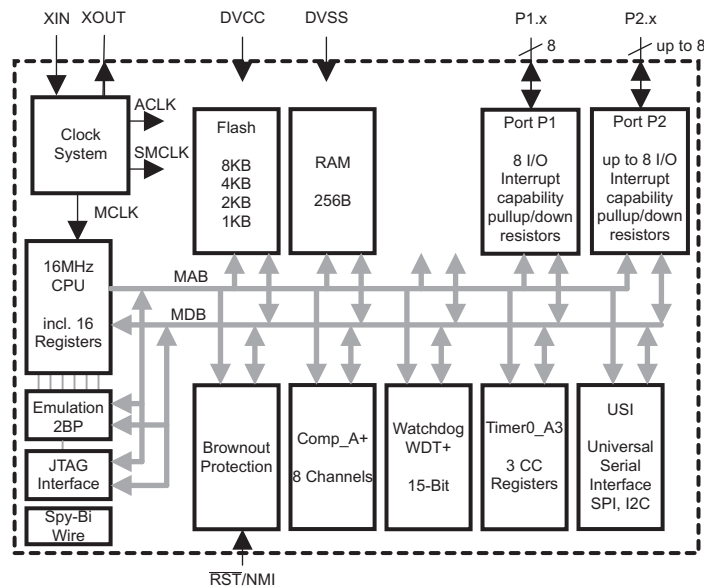 XIN XOUT DVCC DVSS P1.x P2.x
8 up to 8
ACLK
SMCLK
MCLK
Clock
System
Flash
8KB
4KB
2KB
1KB
RAM
256B
Port P1
8 I/O
Interrupt
capability
pullup/down
resistors
Port P2
up to 8 I/O
Interrupt
capability
pullup/down
resistors
16MHz
CPU
incl. 16
Registers
MAB
MDB
Emulation
2BP
JTAG
Interface
Spy-Bi
Wire
Brownout
Protection
Comp_A+
8 Channels
Watchdog
WDT+
15-Bit
Timer0_A3
3 CC
Registers
USI
Universal
Serial
Interface
SPI, I2C
RST/NMI